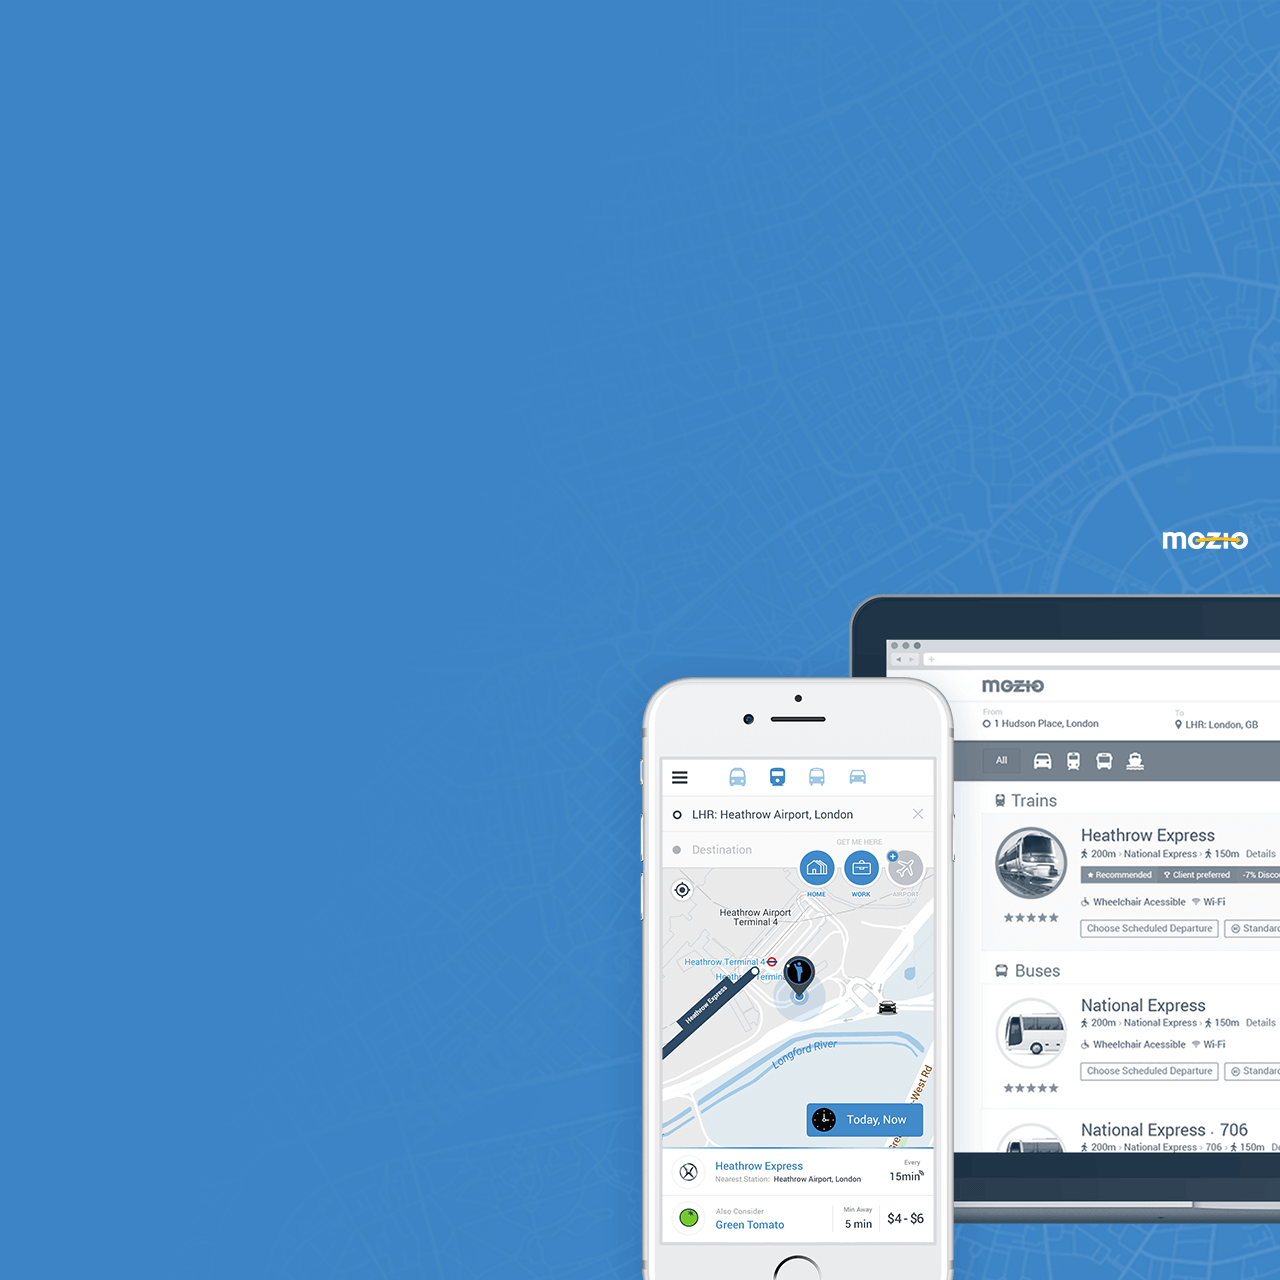 mozio
mozio
From
1 Hudson Place, London
To
LHR: London, GB
All
Trains
Heathrow Express
200m › National Express › 150m Details
Recommended Client preferred -7%
Wheelchair Acessible Wi-Fi
Choose Scheduled Departure
Buses
National Express
200m › National Express › 150m Details
Wheelchair Acessible Wi-Fi
Choose Scheduled Departure
National Express . 706
200m › National Express › 706 › 150m
LHR: Heathrow Airport, London
Destination
GET ME HERE
HOME
WORK
AIRPORT
Heathrow Airport
Terminal 4
Heathrow Terminal 4
Heathrow Express
Longford River
-West Rd
Today, Now
Heathrow Express
Nearest Station: Heathrow Airport, London
Every
15min
Also Consider
Green Tomato
Min Away
5 min
$4 - $6